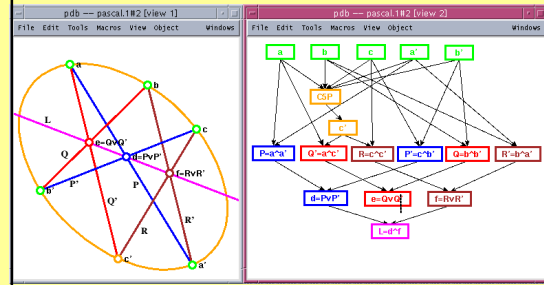 pdb -- pascal.1#2 [view 1]
File Edit Tools Macros View Object Windows
a
b
L
c
e=QvQ'
d=PvP'
Q
f=RvR'
b'
P'
P
Q'
R'
R
c'
a'
pdb -- pascal.1#2 [view 2]
File Edit Tools Macros View Object Windows
a b c a' b'
C5P
c'
P=a^a' Q'=a^c' R=c^c' P'=c^b' Q=b^b' R'=b^a'
d=PvP' e=QvQ' f=RvR'
L=d^f